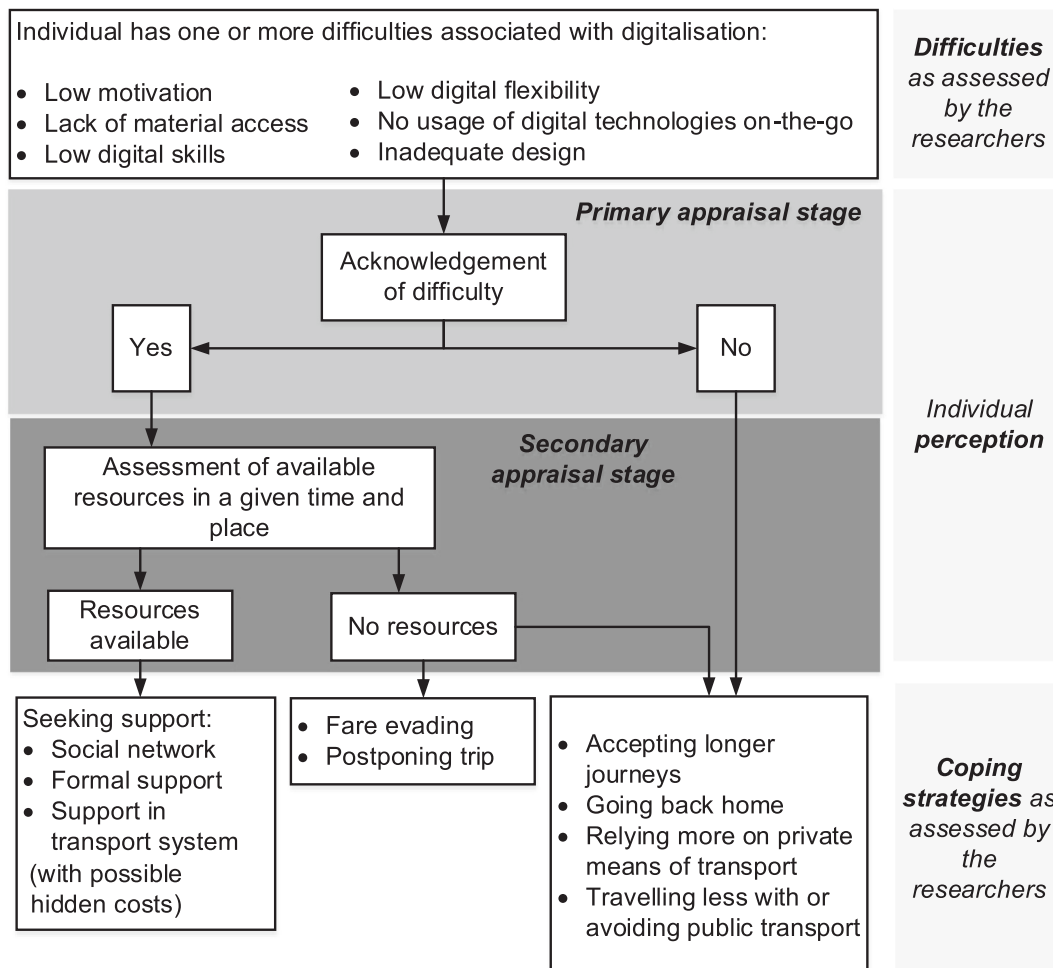 Individual has one or more difficulties associated with digitalisation:
• Low motivation
• Lack of material access
• Low digital skills
• Low digital flexibility
• No usage of digital technologies on-the-go
• Inadequate design
Difficulties
as assessed
by the
researchers
Primary appraisal stage
Acknowledgement
of difficulty
Yes
No
Individual
perception
Secondary
appraisal stage
Assessment of available
resources in a given time and
place
Resources
available
No resources
Seeking support:
• Social network
• Formal support
• Support in
transport system
(with possible
hidden costs)
• Fare evading
• Postponing trip
• Accepting longer
journeys
• Going back home
• Relying more on private
means of transport
• Travelling less with or
avoiding public transport
Coping
strategies as
assessed by
the
researchers